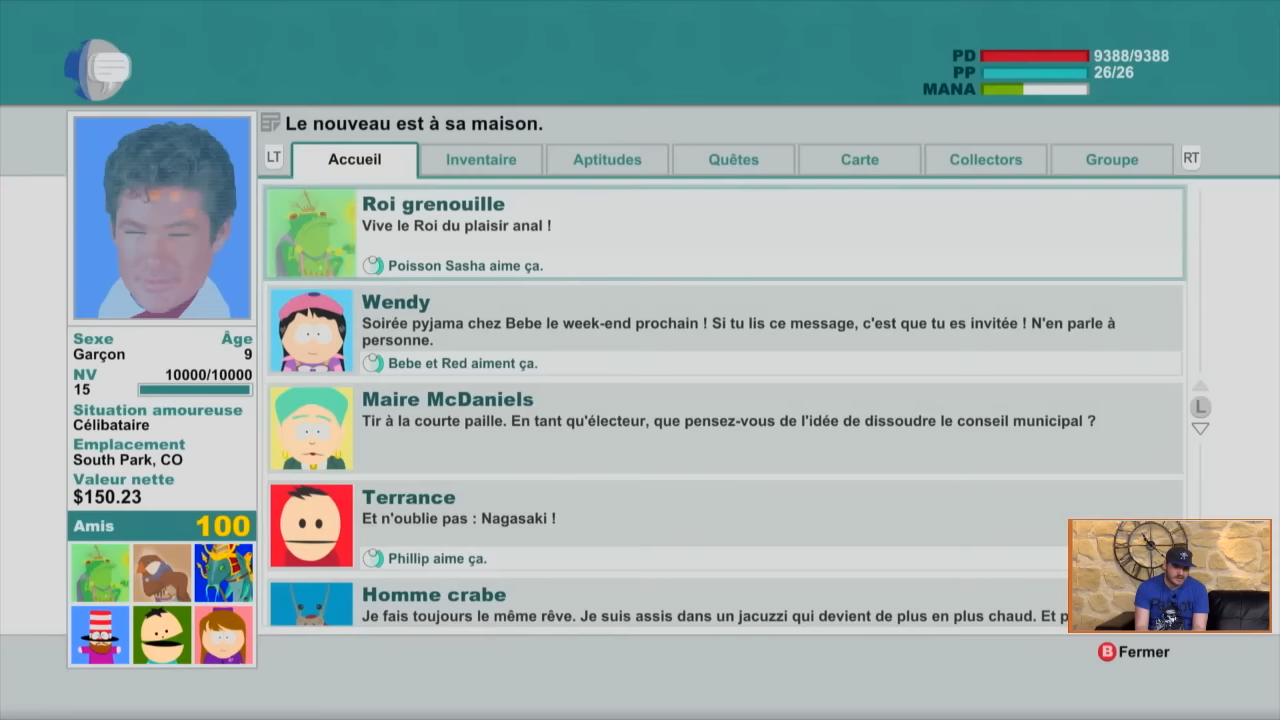 PD 9388/9388
PP 26/26
MANA
Le nouveau est à sa maison.
LT Accueil Inventaire Aptitudes Quêtes Carte Collectors Groupe RT
Sexe Âge
Garçon 9
NV 10000/10000
15
Situation amoureuse
Célibataire
Emplacement
South Park, CO
Valeur nette
$150.23
Amis 100
Roi grenouille
Vive le Roi du plaisir anal !
Poisson Sasha aime ça.
Wendy
Soirée pyjama chez Bebe le week-end prochain ! Si tu lis ce message, c'est que tu es invitée ! N'en parle à
personne.
Bebe et Red aiment ça.
Maire McDaniels
Tir à la courte paille. En tant qu'électeur, que pensez-vous de l'idée de dissoudre le conseil municipal ?
Terrance
Et n'oublie pas : Nagasaki !
Phillip aime ça.
Homme crabe
Je fais toujours le même rêve. Je suis assis dans un jacuzzi qui devient de plus en plus chaud. Et
L
B Fermer